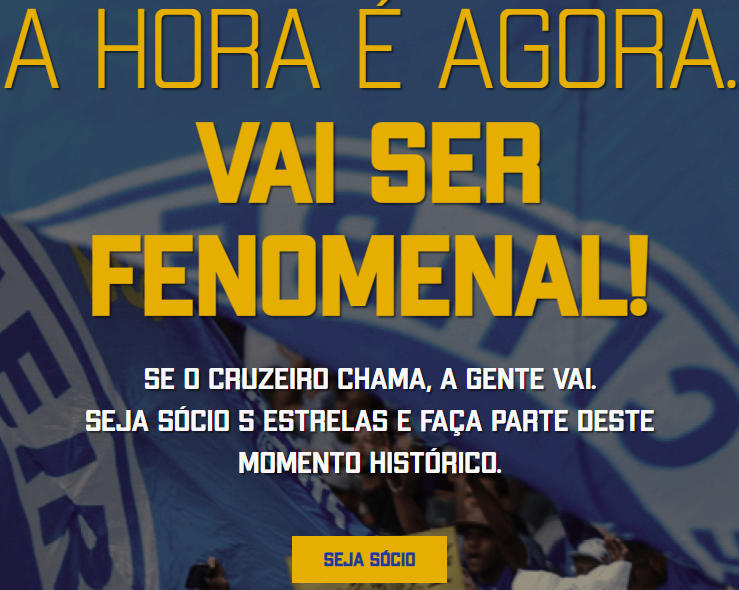 A HORA É AGORA.
VAI SER
FENOMENAL!
SE O CRUZEIRO CHAMA, A GENTE VAI.
SEJA SÓCIO 5 ESTRELAS E FAÇA PARTE DESTE
MOMENTO HISTÓRICO.
SEJA SÓCIO